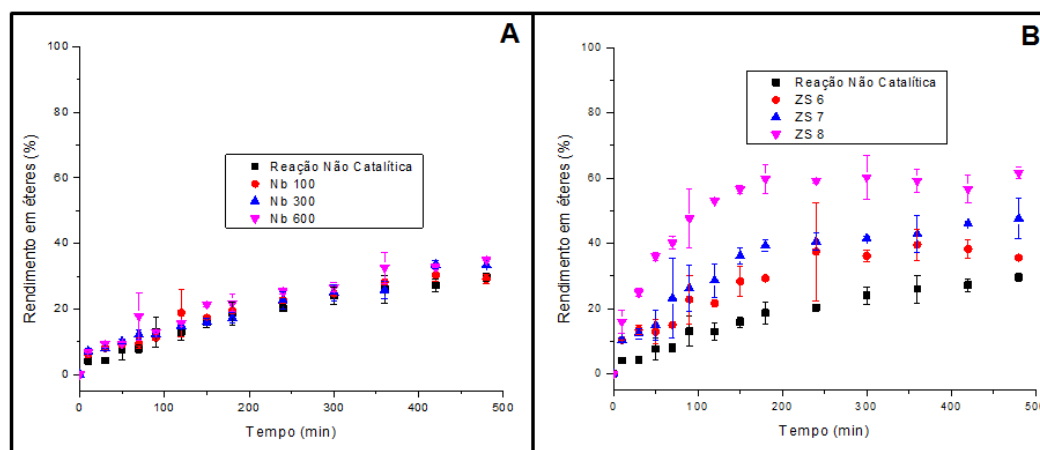 A
100
80
60
40
20
0
Rendimento em éteres (%)
Reação Não Catalítica
Nb 100
Nb 300
Nb 600
0 100 200 300 400 500
Tempo (min)
B
100
80
60
40
20
0
Rendimento em éteres (%)
Reação Não Catalítica
ZS 6
ZS 7
ZS 8
0 100 200 300 400 500
Tempo (min)